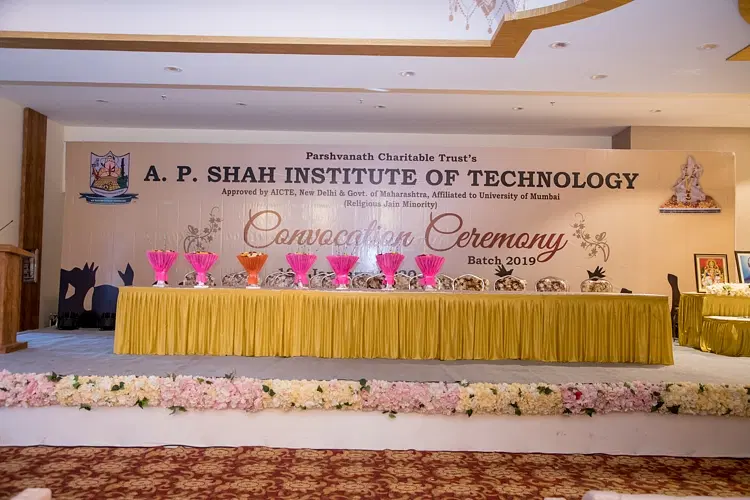 Parshvanath Charitable Trust's
A. P. SHAH INSTITUTE OF TECHNOLOGY
Approved by AICTE, New Delhi & Govt. of Maharashtra, Affiliated to University of Mumbai
(Religious Jain Minority)
Convocation Ceremony
Batch 2019